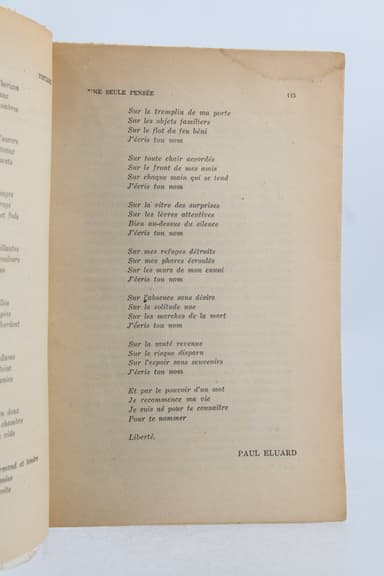 UNE SEULE PENSÉE 115
Sur le tremplin de ma porte
Sur les objets familiers
Sur le flot du feu béni
J'écris ton nom
Sur toute chair accordée
Sur le front de mes amis
Sur chaque main qui se tend
J'écris ton nom
Sur la vitre des surprises
Sur les lèvres attentives
Bien au-dessus du silence
J'écris ton nom
Sur mes refuges détruits
Sur mes phares écroulés
Sur les murs de mon ennui
J'écris ton nom
Sur l'absence sans désirs
Sur la solitude nue
Sur les marches de la mort
J'écris ton nom
Sur la santé revenue
Sur le risque disparu
Sur l'espoir sans souvenirs
J'écris ton nom
Et par le pouvoir d'un mot
Je recommence ma vie
Je suis né pour te connaître
Pour te nommer
Liberté.
PAUL ELUARD